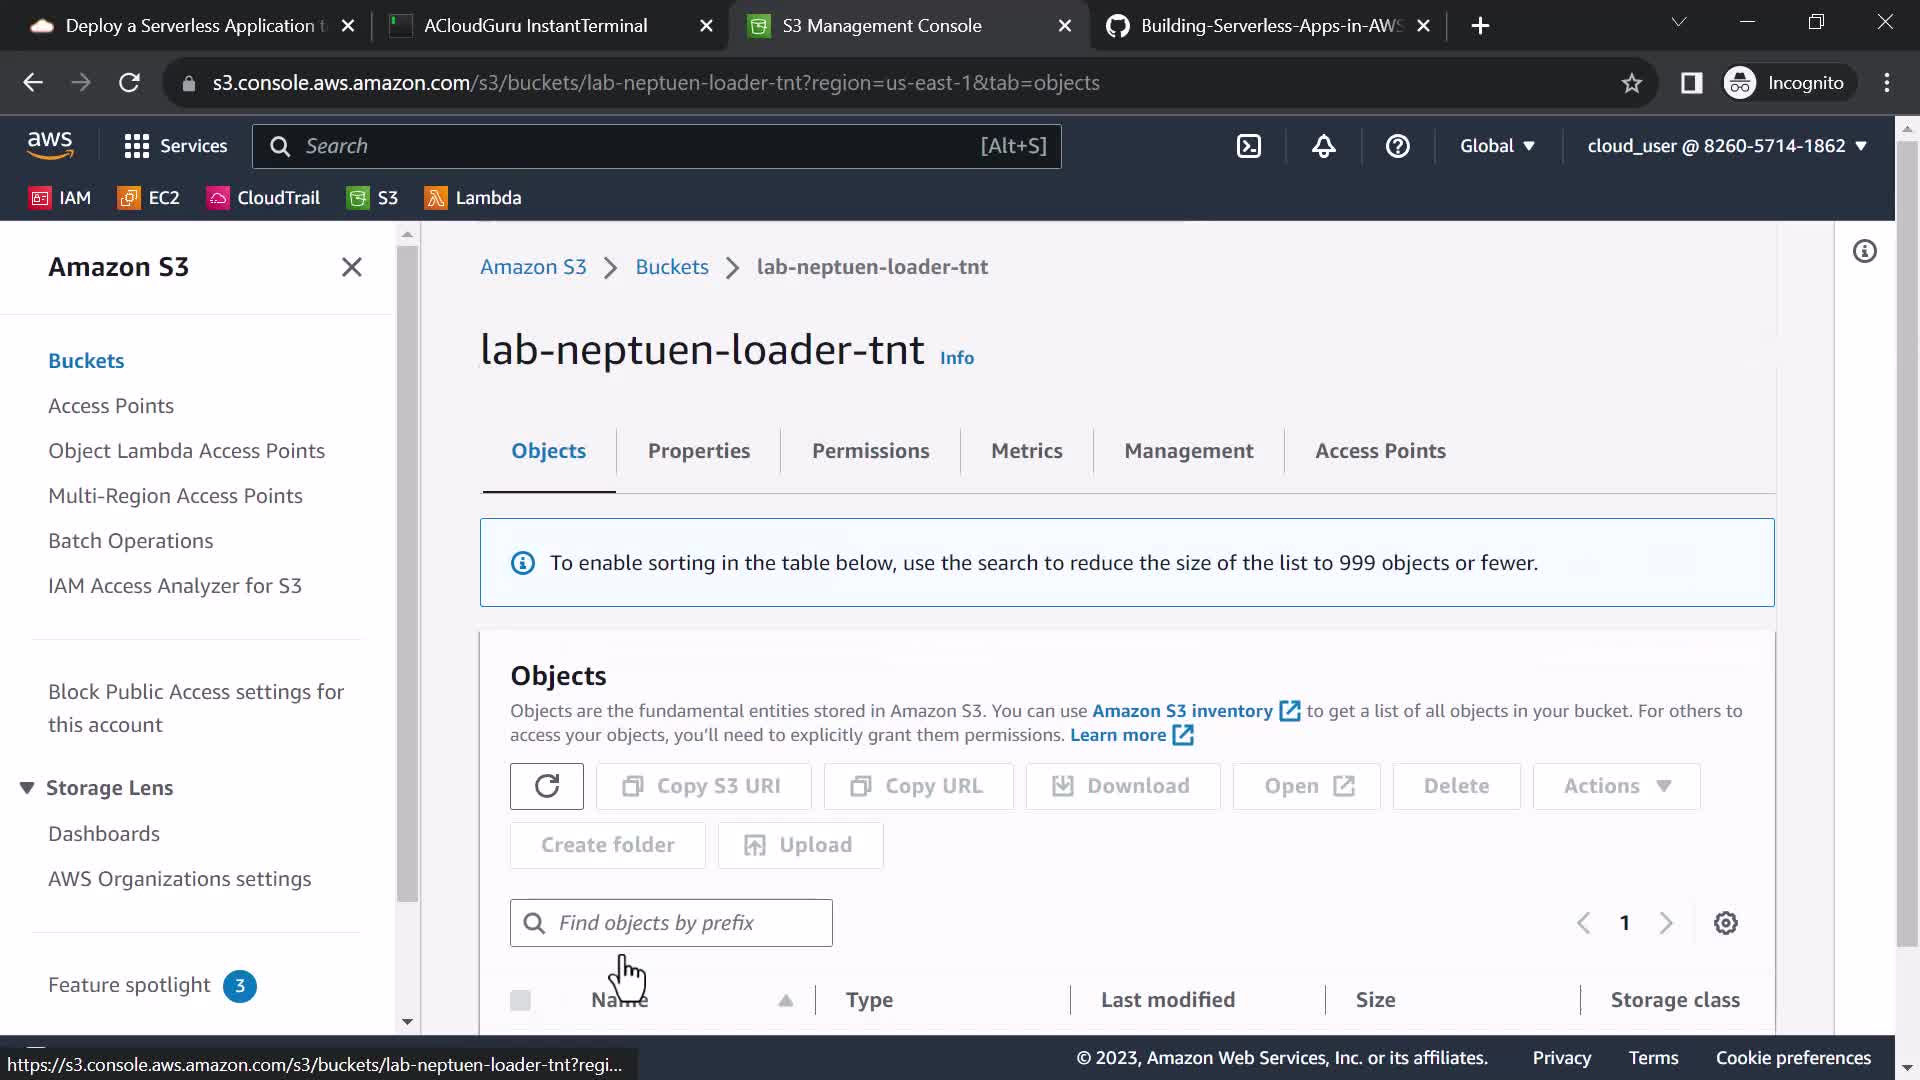 Deploy a Serverless Application t
ACloudGuru InstantTerminal
S3 Management Console
Building-Serverless-Apps-in-AWS
s3.console.aws.amazon.com/s3/buckets/lab-neptuen-loader-tnt?region=us-east-1&tab=objects
Incognito
aws
Services
Search
[Alt+S]
Global
cloud_user @ 8260-5714-1862
IAM
EC2
CloudTrail
S3
Lambda
Amazon S3
Buckets
Access Points
Object Lambda Access Points
Multi-Region Access Points
Batch Operations
IAM Access Analyzer for S3
Block Public Access settings for
this account
Storage Lens
Dashboards
AWS Organizations settings
Feature spotlight 3
Amazon S3 > Buckets > lab-neptuen-loader-tnt
lab-neptuen-loader-tnt Info
Objects
Properties
Permissions
Metrics
Management
Access Points
To enable sorting in the table below, use the search to reduce the size of the list to 999 objects or fewer.
Objects
Objects are the fundamental entities stored in Amazon S3. You can use Amazon S3 inventory to get a list of all objects in your bucket. For others to
access your objects, you'll need to explicitly grant them permissions. Learn more
Copy S3 URI
Copy URL
Download
Open
Delete
Actions
Create folder
Upload
Find objects by prefix
1
Name
Type
Last modified
Size
Storage class
https://s3.console.aws.amazon.com/s3/buckets/lab-neptuen-loader-tnt?regi...
© 2023, Amazon Web Services, Inc. or its affiliates.
Privacy
Terms
Cookie preferences